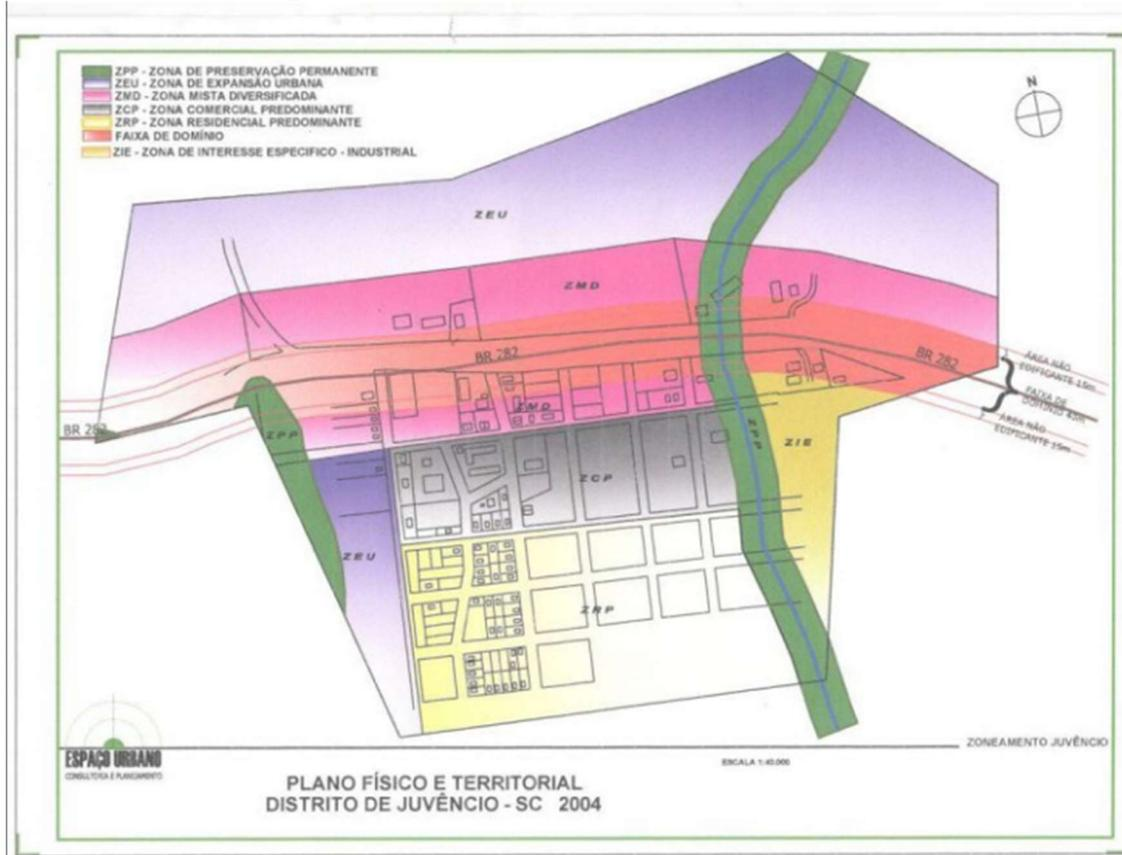 ZPP - ZONA DE PRESERVAÇÃO PERMANENTE
ZEU - ZONA DE EXPANSÃO URBANA
ZMD - ZONA MISTA DIVERSIFICADA
ZCP - ZONA COMERCIAL PREDOMINANTE
ZRP - ZONA RESIDENCIAL PREDOMINANTE
FAIXA DE DOMÍNIO
ZIE - ZONA DE INTERESSE ESPECIFICO - INDUSTRIAL
N
ZEU
ZMD
BR 282
BR 282
ÁREA NÃO
EDIFICANTE 15m
FAIXA DE
DOMÍNIO 40m
ÁREA NÃO
EDIFICANTE 15m
ZMD
BR 282
ZPP
ZPP
ZIE
ZCP
ZEU
ZRP
ZONEAMENTO JUVÊNCIO
ESPAÇO URBANO
CONSULTORIA E PLANEJAMENTO
ESCALA 1:40.000
PLANO FÍSICO E TERRITORIAL
DISTRITO DE JUVÊNCIO - SC 2004